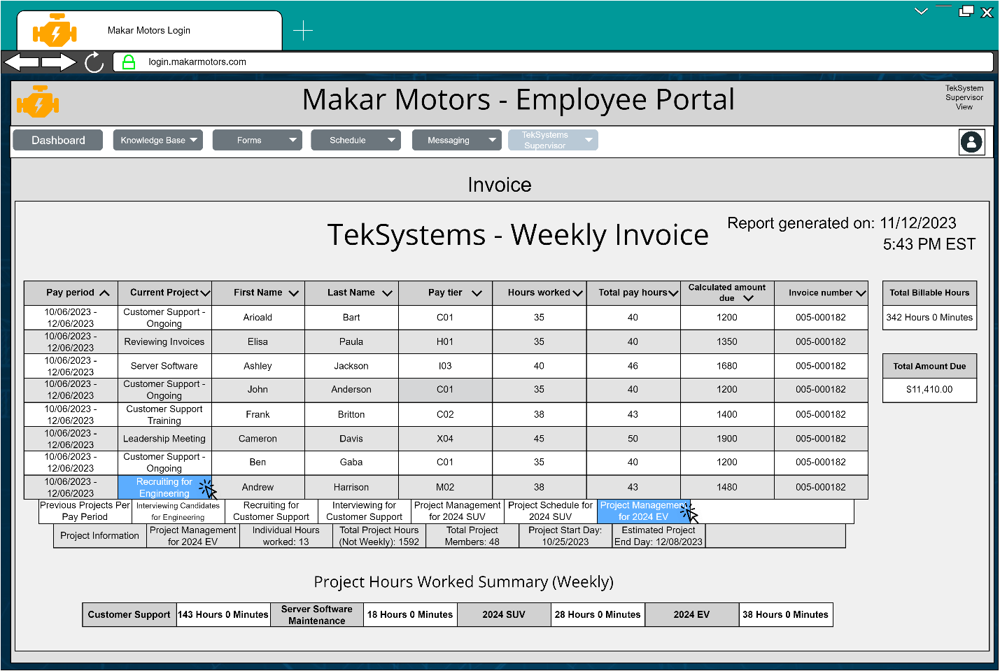 Makar Motors Login
login.makarmotors.com
Makar Motors - Employee Portal
TekSystem
Supervisor
View
Dashboard
Knowledge Base
Forms
Schedule
Messaging
TekSystems
Supervisor
Invoice
TekSystems - Weekly Invoice
Report generated on: 11/12/2023
5:43 PM EST
Pay period Current Project First Name Last Name Pay tier Hours worked Total pay hours Calculated amount due Invoice number
10/06/2023 - 12/06/2023 Customer Support - Ongoing Arioald Bart C01 35 40 1200 005-000182
10/06/2023 - 12/06/2023 Reviewing Invoices Elisa Paula H01 35 40 1350 005-000182
10/06/2023 - 12/06/2023 Server Software Ashley Jackson I03 40 46 1680 005-000182
10/06/2023 - 12/06/2023 Customer Support - Ongoing John Anderson C01 35 40 1200 005-000182
10/06/2023 - 12/06/2023 Customer Support Training Frank Britton C02 38 43 1400 005-000182
10/06/2023 - 12/06/2023 Leadership Meeting Cameron Davis X04 45 50 1900 005-000182
10/06/2023 - 12/06/2023 Customer Support - Ongoing Ben Gaba C01 35 40 1200 005-000182
10/06/2023 - 12/06/2023 Recruiting for Engineering Andrew Harrison M02 38 43 1480 005-000182
Previous Projects Per Pay Period Interviewing Candidates for Engineering Recruiting for Customer Support Interviewing for Customer Support Project Management for 2024 SUV Project Schedule for 2024 SUV Project Management for 2024 EV
Project Information Project Management for 2024 EV Individual Hours worked: 13 Total Project Hours (Not Weekly): 1592 Total Project Members: 48 Project Start Day: 10/25/2023 Estimated Project End Day: 12/08/2023
Total Billable Hours
342 Hours 0 Minutes
Total Amount Due
$11,410.00
Project Hours Worked Summary (Weekly)
Customer Support 143 Hours 0 Minutes Server Software Maintenance 18 Hours 0 Minutes 2024 SUV 28 Hours 0 Minutes 2024 EV 38 Hours 0 Minutes